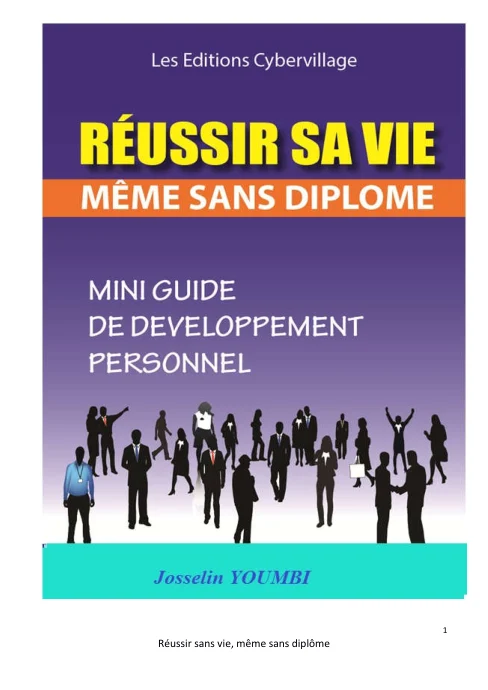 Les Editions Cybervillage
RÉUSSIR SA VIE
MÊME SANS DIPLOME
MINI GUIDE
DE DEVELOPPEMENT
PERSONNEL
Josselin YOUMBI
1
Réussir sans vie, même sans diplôme